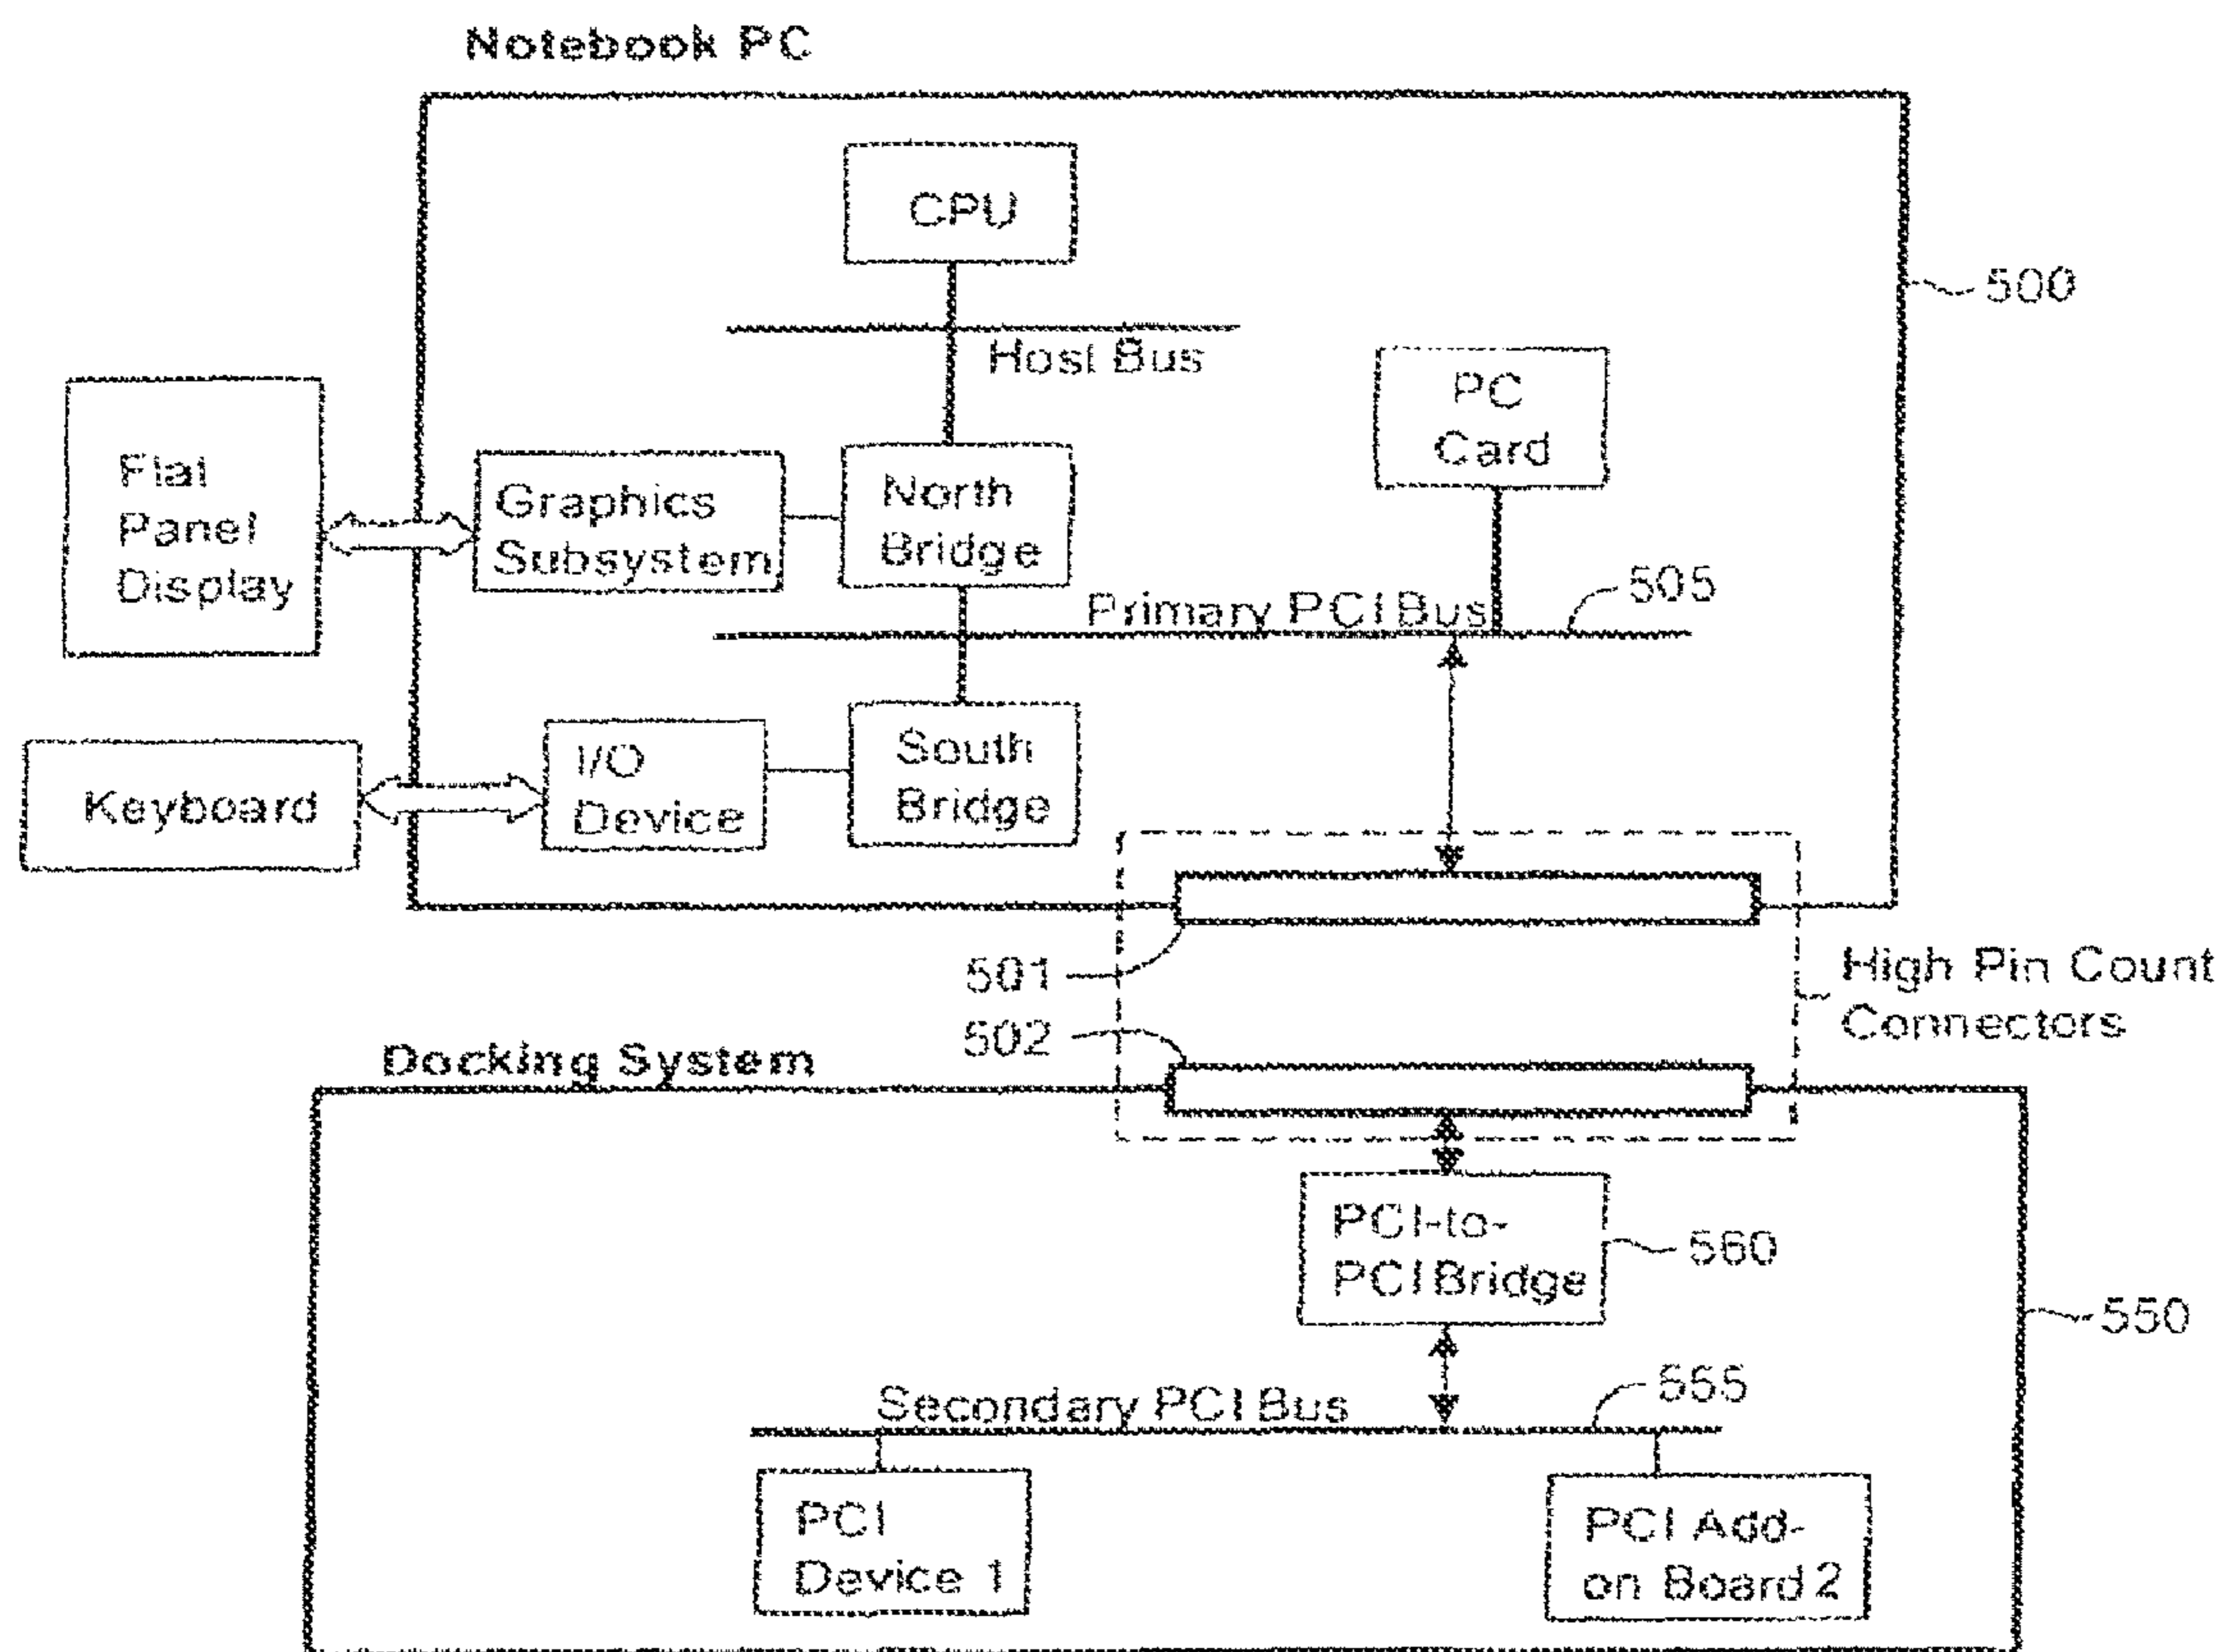 Notebook PC
CPU
500
Host Bus
PC
Card
Flat
Panel
Display
Graphics
Subsystem
North
Bridge
Primary PCI Bus
505
Keyboard
I/O
Device
South
Bridge
501
High Pin Count
Connectors
502
Docking System
PCI-to-
PCI Bridge
560
550
Secondary PCI Bus
555
PCI
Device 1
PCI Add-
on Board 2